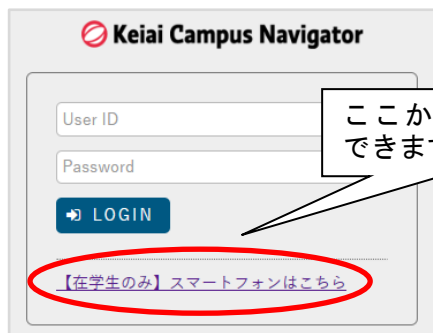 Keiai Campus Navigator
User ID
ここか
できます
Password
LOGIN
【在学生のみ】スマートフォンはこちら